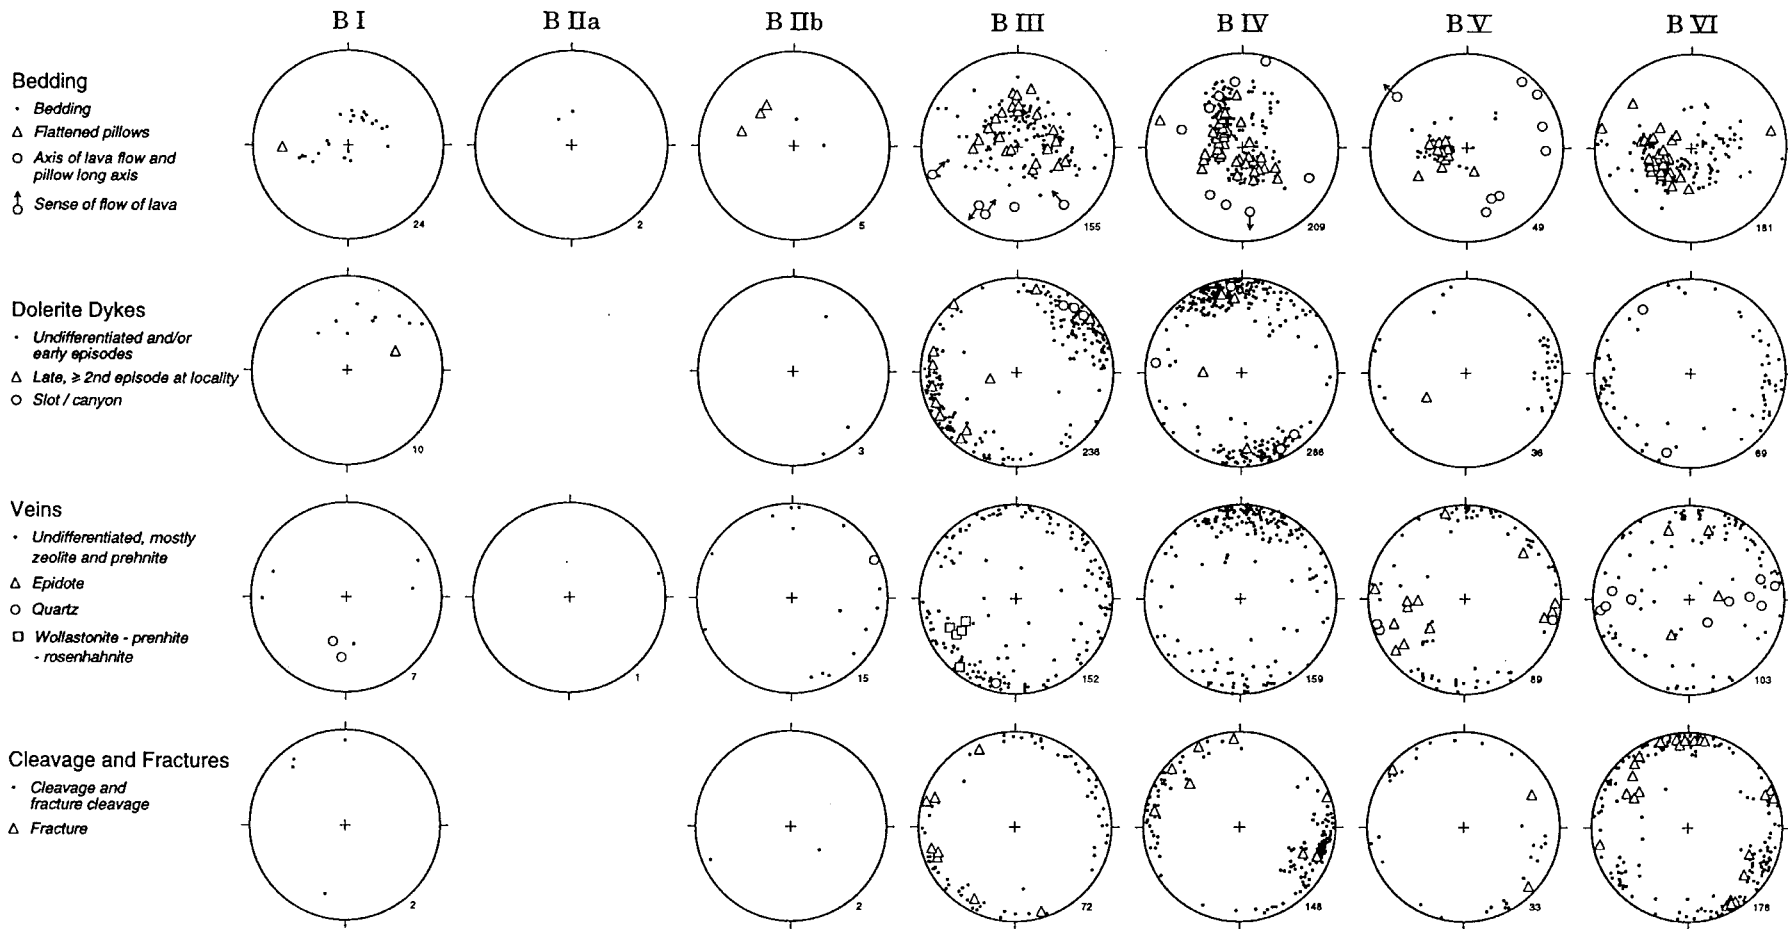 B I B IIa B IIb B III B IV B V B VI
Bedding
Bedding
Flattened pillows
Axis of lava flow and
pillow long axis
Sense of flow of lava
24 2 5 155 209 49 181
Dolerite Dykes
Undifferentiated and/or
early episodes
Late, ≥ 2nd episode at locality
Slot / canyon
10 3 238 286 36 69
Veins
Undifferentiated, mostly
zeolite and prehnite
Epidote
Quartz
Wollastonite - prenhite
- rosenhahnite
7 1 15 152 159 89 103
Cleavage and Fractures
Cleavage and
fracture cleavage
Fracture
2 2 72 148 33 178